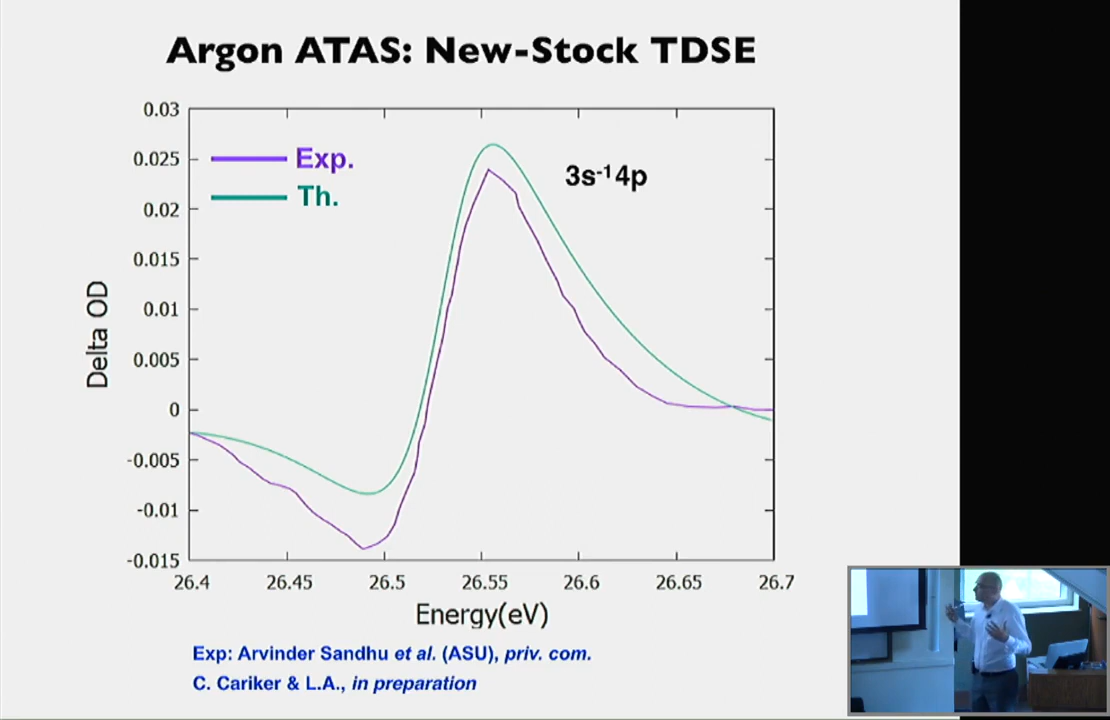 Argon ATAS: New-Stock TDSE
0.03
0.025
0.02
0.015
0.01
0.005
0
-0.005
-0.01
-0.015
Delta OD
Exp.
Th.
3s-14p
26.4 26.45 26.5 26.55 26.6 26.65 26.7
Energy(eV)
Exp: Arvinder Sandhu et al. (ASU), priv. com.
C. Cariker & L.A., in preparation